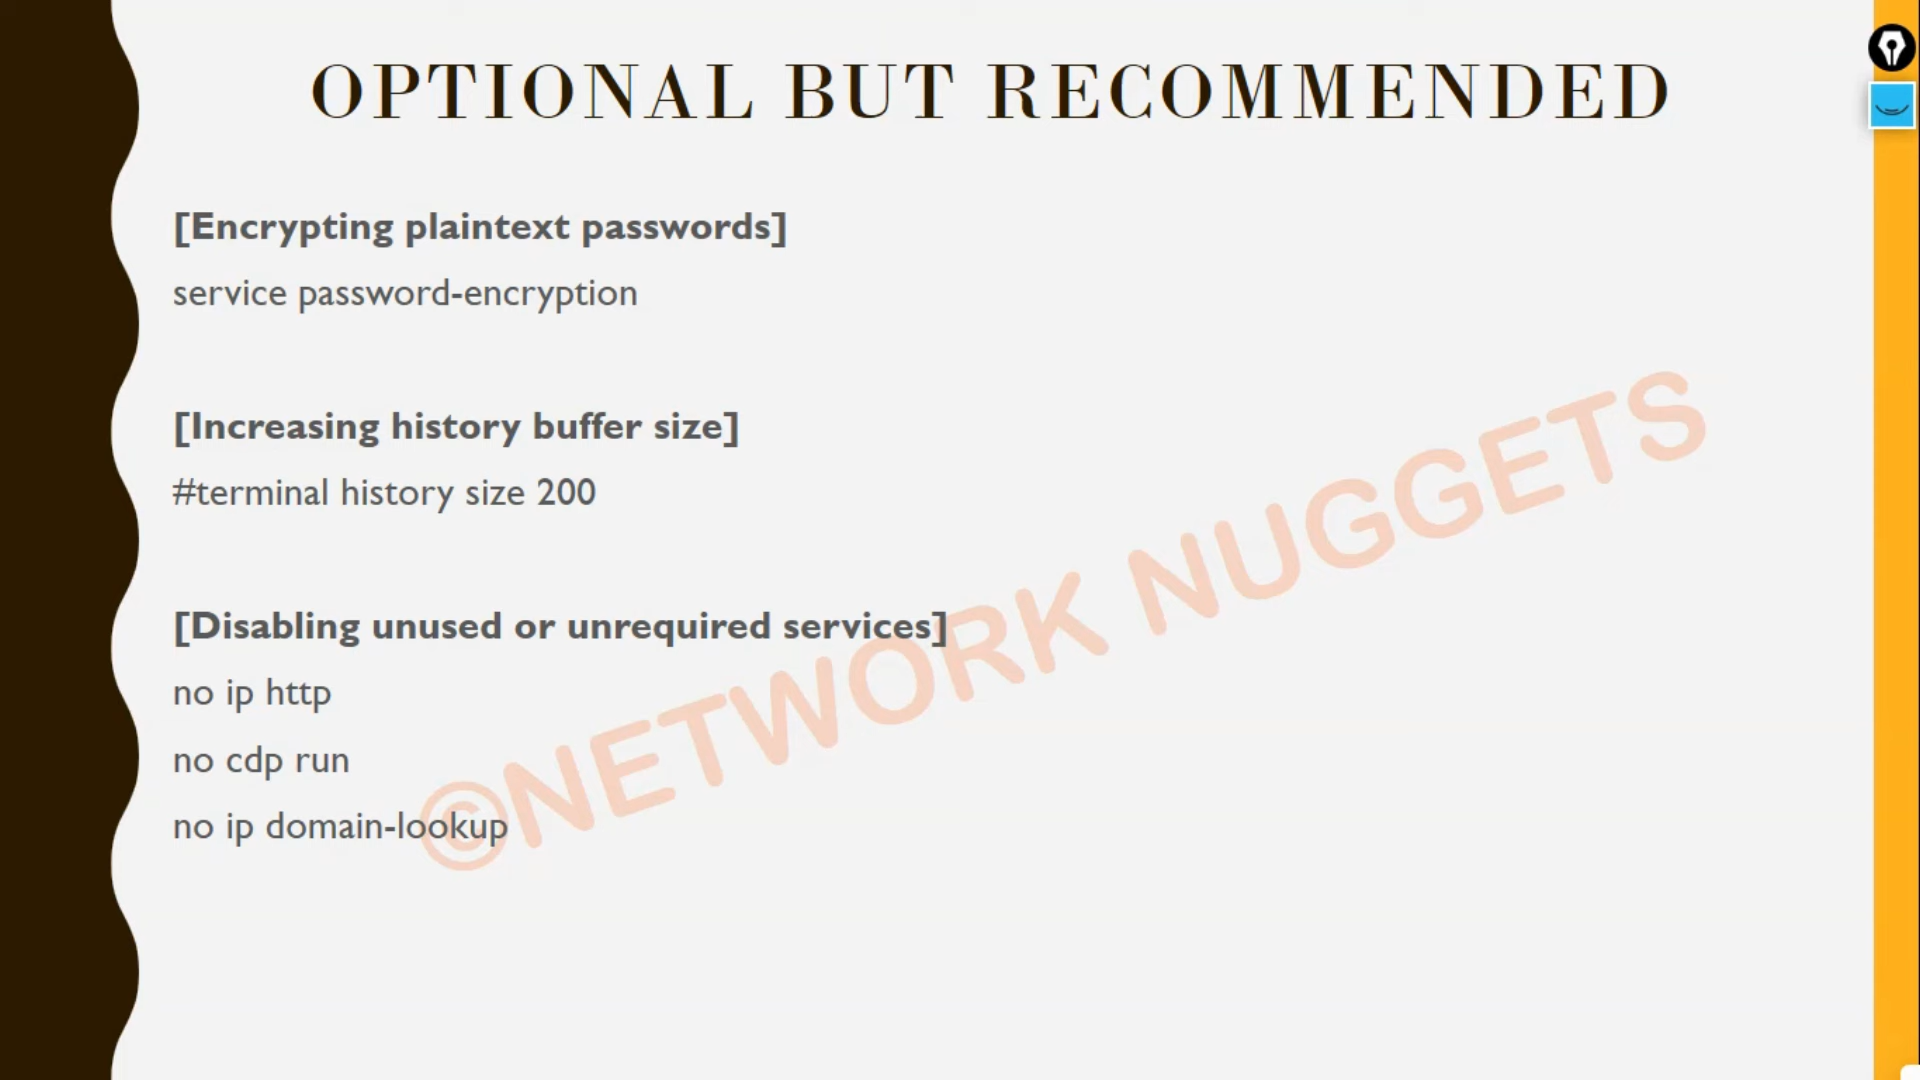 OPTIONAL BUT RECOMMENDED
[Encrypting plaintext passwords]
service password-encryption
[Increasing history buffer size]
#terminal history size 200
[Disabling unused or unrequired services]
no ip http
no cdp run
no ip domain-lookup
©NETWORK NUGGETS